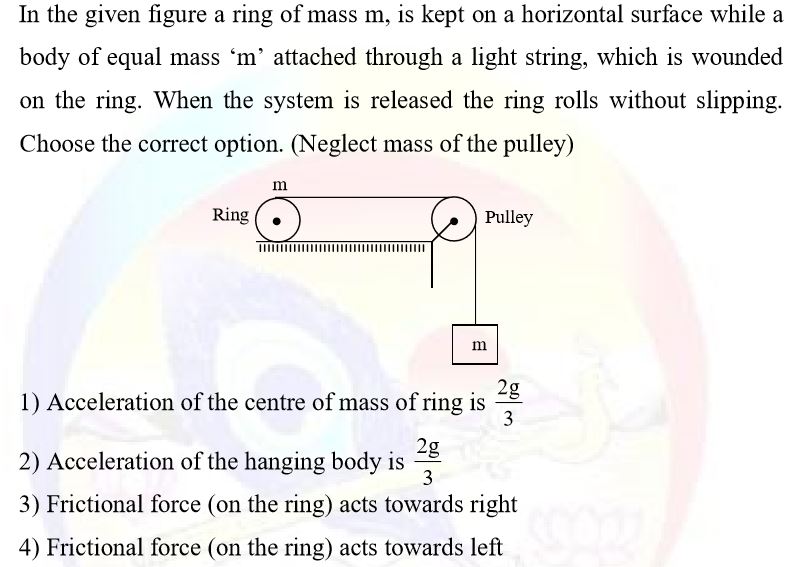 In the given figure a ring of mass m, is kept on a horizontal surface while a
body of equal mass ‘m’ attached through a light string, which is wounded
on the ring. When the system is released the ring rolls without slipping.
Choose the correct option. (Neglect mass of the pulley)
m
Ring
Pulley
m
1) Acceleration of the centre of mass of ring is 2g/3
2) Acceleration of the hanging body is 2g/3
3) Frictional force (on the ring) acts towards right
4) Frictional force (on the ring) acts towards left